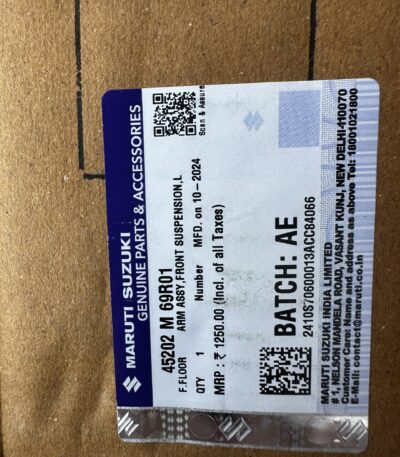 MARUTI SUZUKI
GENUINE PARTS & ACCESSORIES
45202 M 69R01
ARM ASSY,FRONT SUSPENSION,L
F.FLOOR
QTY 1 Number MFD. on 10-2024
MRP : ₹ 1250.00 (Incl. of all Taxes)
Scan & Assure
BATCH: AE
2410S70600013ACC84066
MARUTI SUZUKI INDIA LIMITED
# 1, NELSON MANDELA ROAD, VASANT KUNJ, NEW DELHI-110070
Customer Care: Name and address as above Tel: 18001021800
E-Mail: contact@maruti.co.in